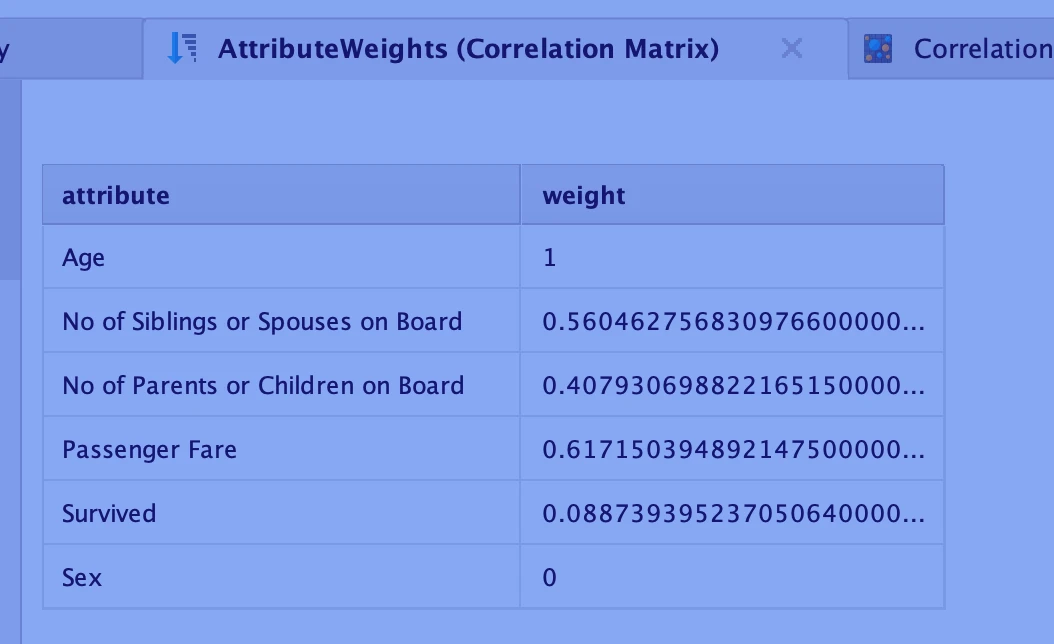 y
AttributeWeights (Correlation Matrix)
Correlation
attribute weight
Age 1
No of Siblings or Spouses on Board 0.560462756830976600000...
No of Parents or Children on Board 0.407930698822165150000...
Passenger Fare 0.617150394892147500000...
Survived 0.088739395237050640000...
Sex 0